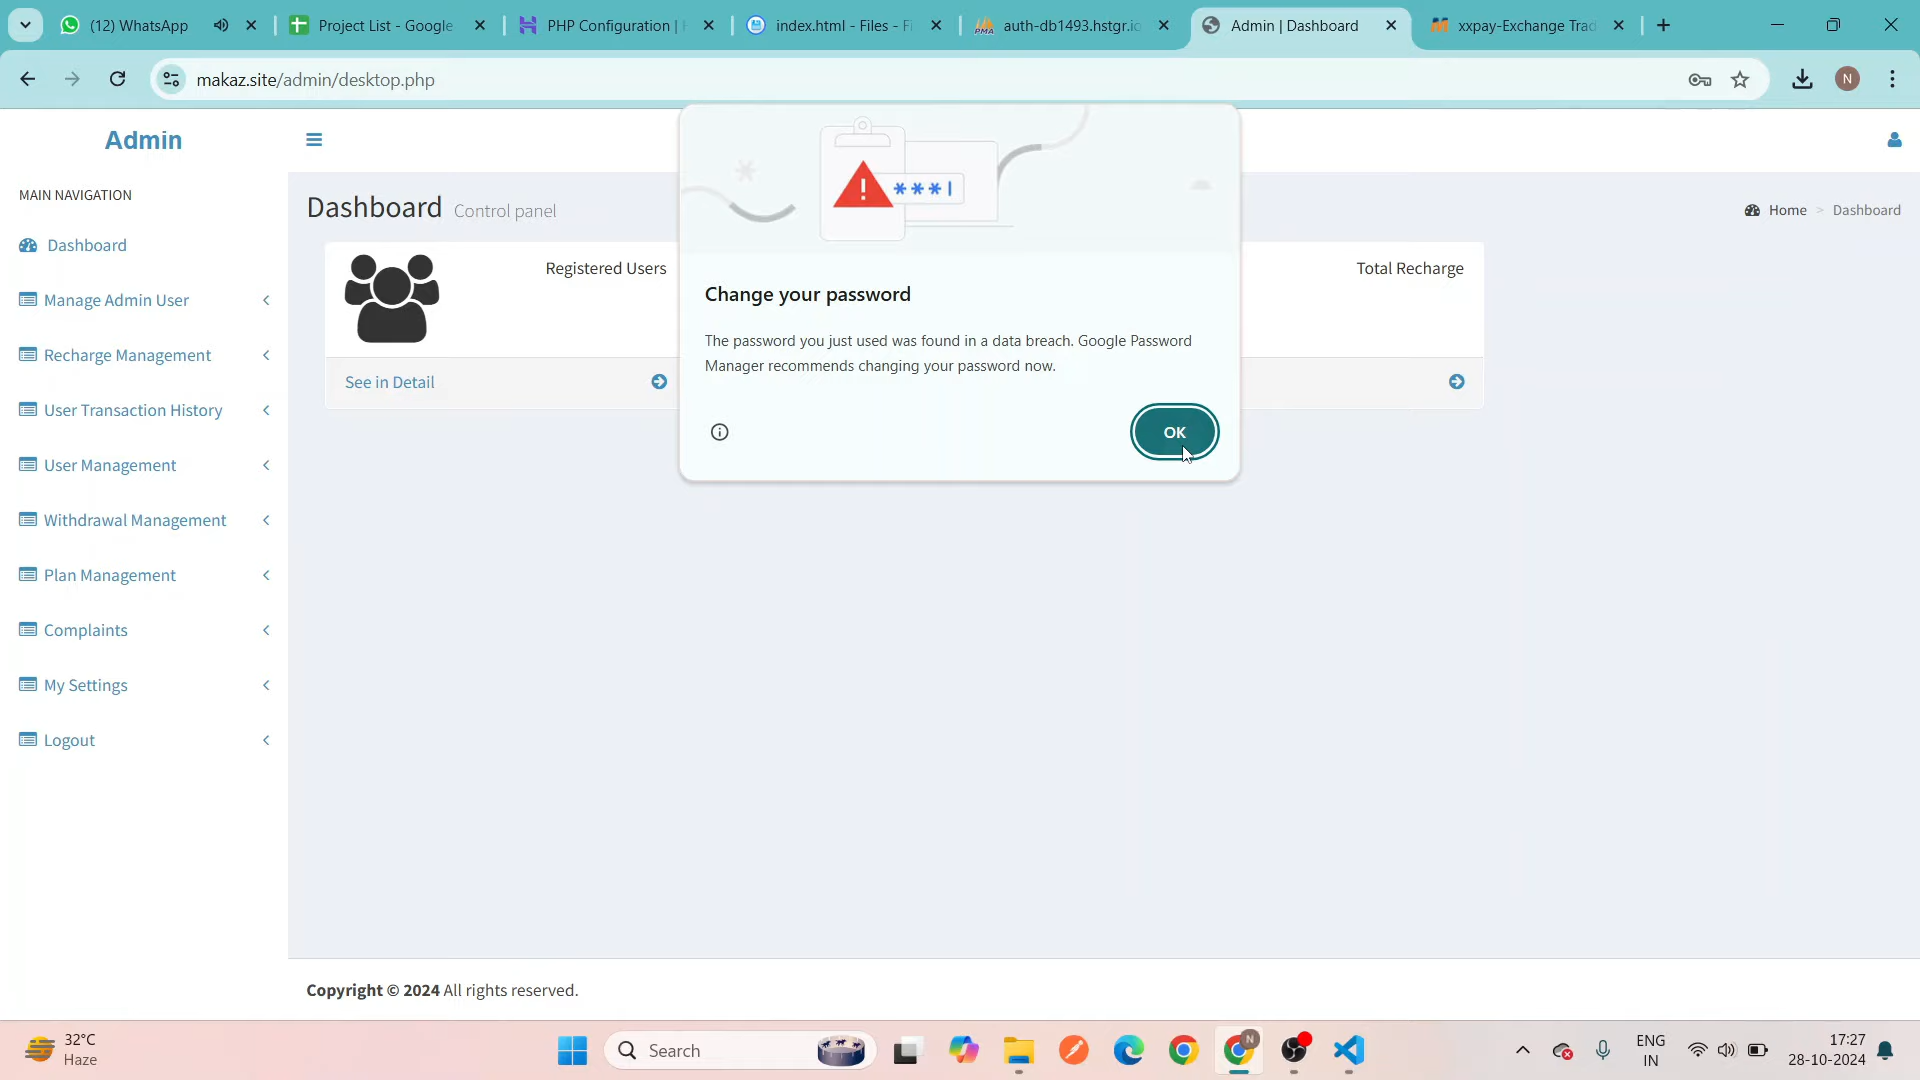 (12) WhatsApp
Project List - Google
PHP Configuration |
index.html - Files - Fi
auth-db1493.hstgr.io
Admin | Dashboard
xxpay-Exchange Trad
makaz.site/admin/desktop.php
N
Admin
MAIN NAVIGATION
Dashboard
Manage Admin User
Recharge Management
User Transaction History
User Management
Withdrawal Management
Plan Management
Complaints
My Settings
Logout
Dashboard Control panel
Home > Dashboard
Registered Users
See in Detail
Total Recharge
***|
Change your password
The password you just used was found in a data breach. Google Password
Manager recommends changing your password now.
OK
Copyright © 2024 All rights reserved.
32°C
Haze
Search
N
ENG
IN
17:27
28-10-2024